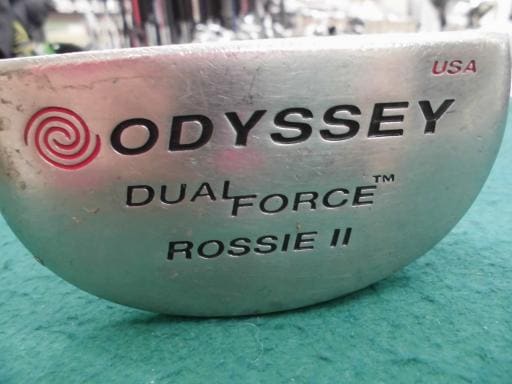 USA
ODYSSEY
DUAL FORCE™
ROSSIE II